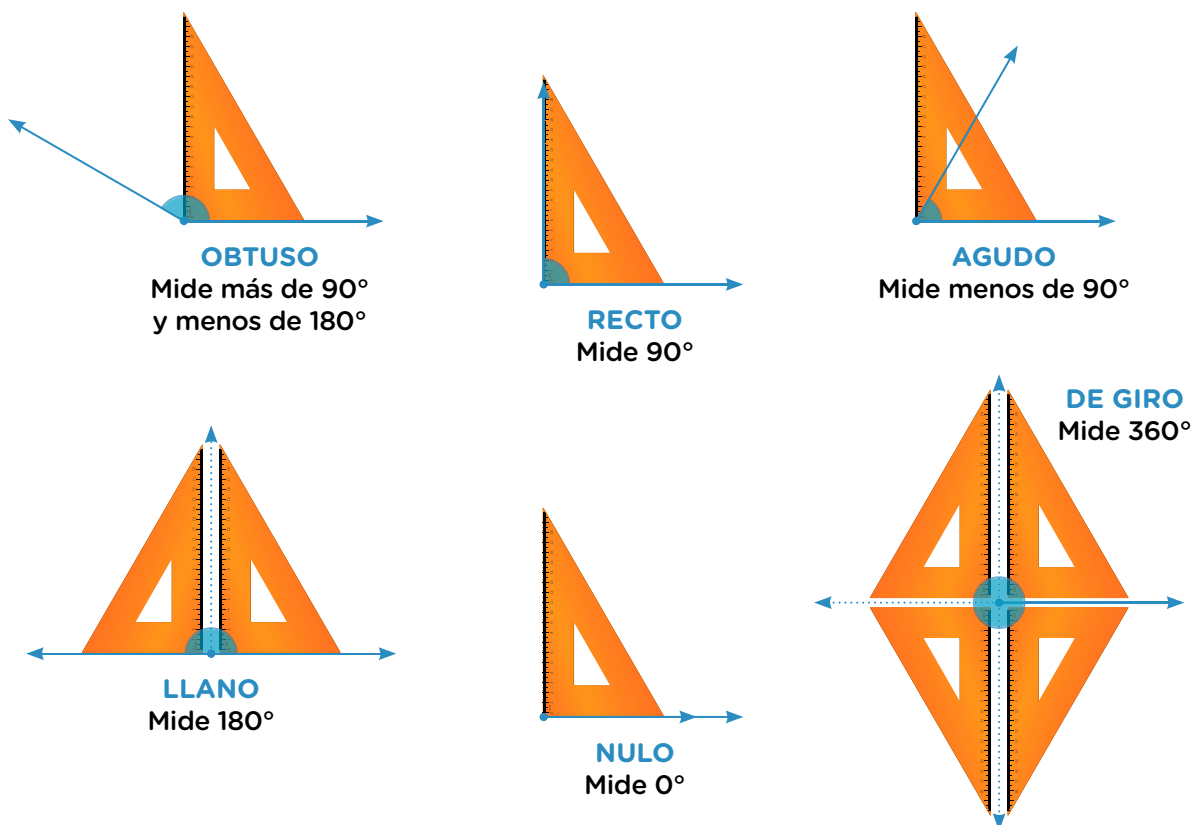 OBTUSO
Mide más de 90°
y menos de 180°
RECTO
Mide 90°
AGUDO
Mide menos de 90°
LLANO
Mide 180°
NULO
Mide 0°
DE GIRO
Mide 360°